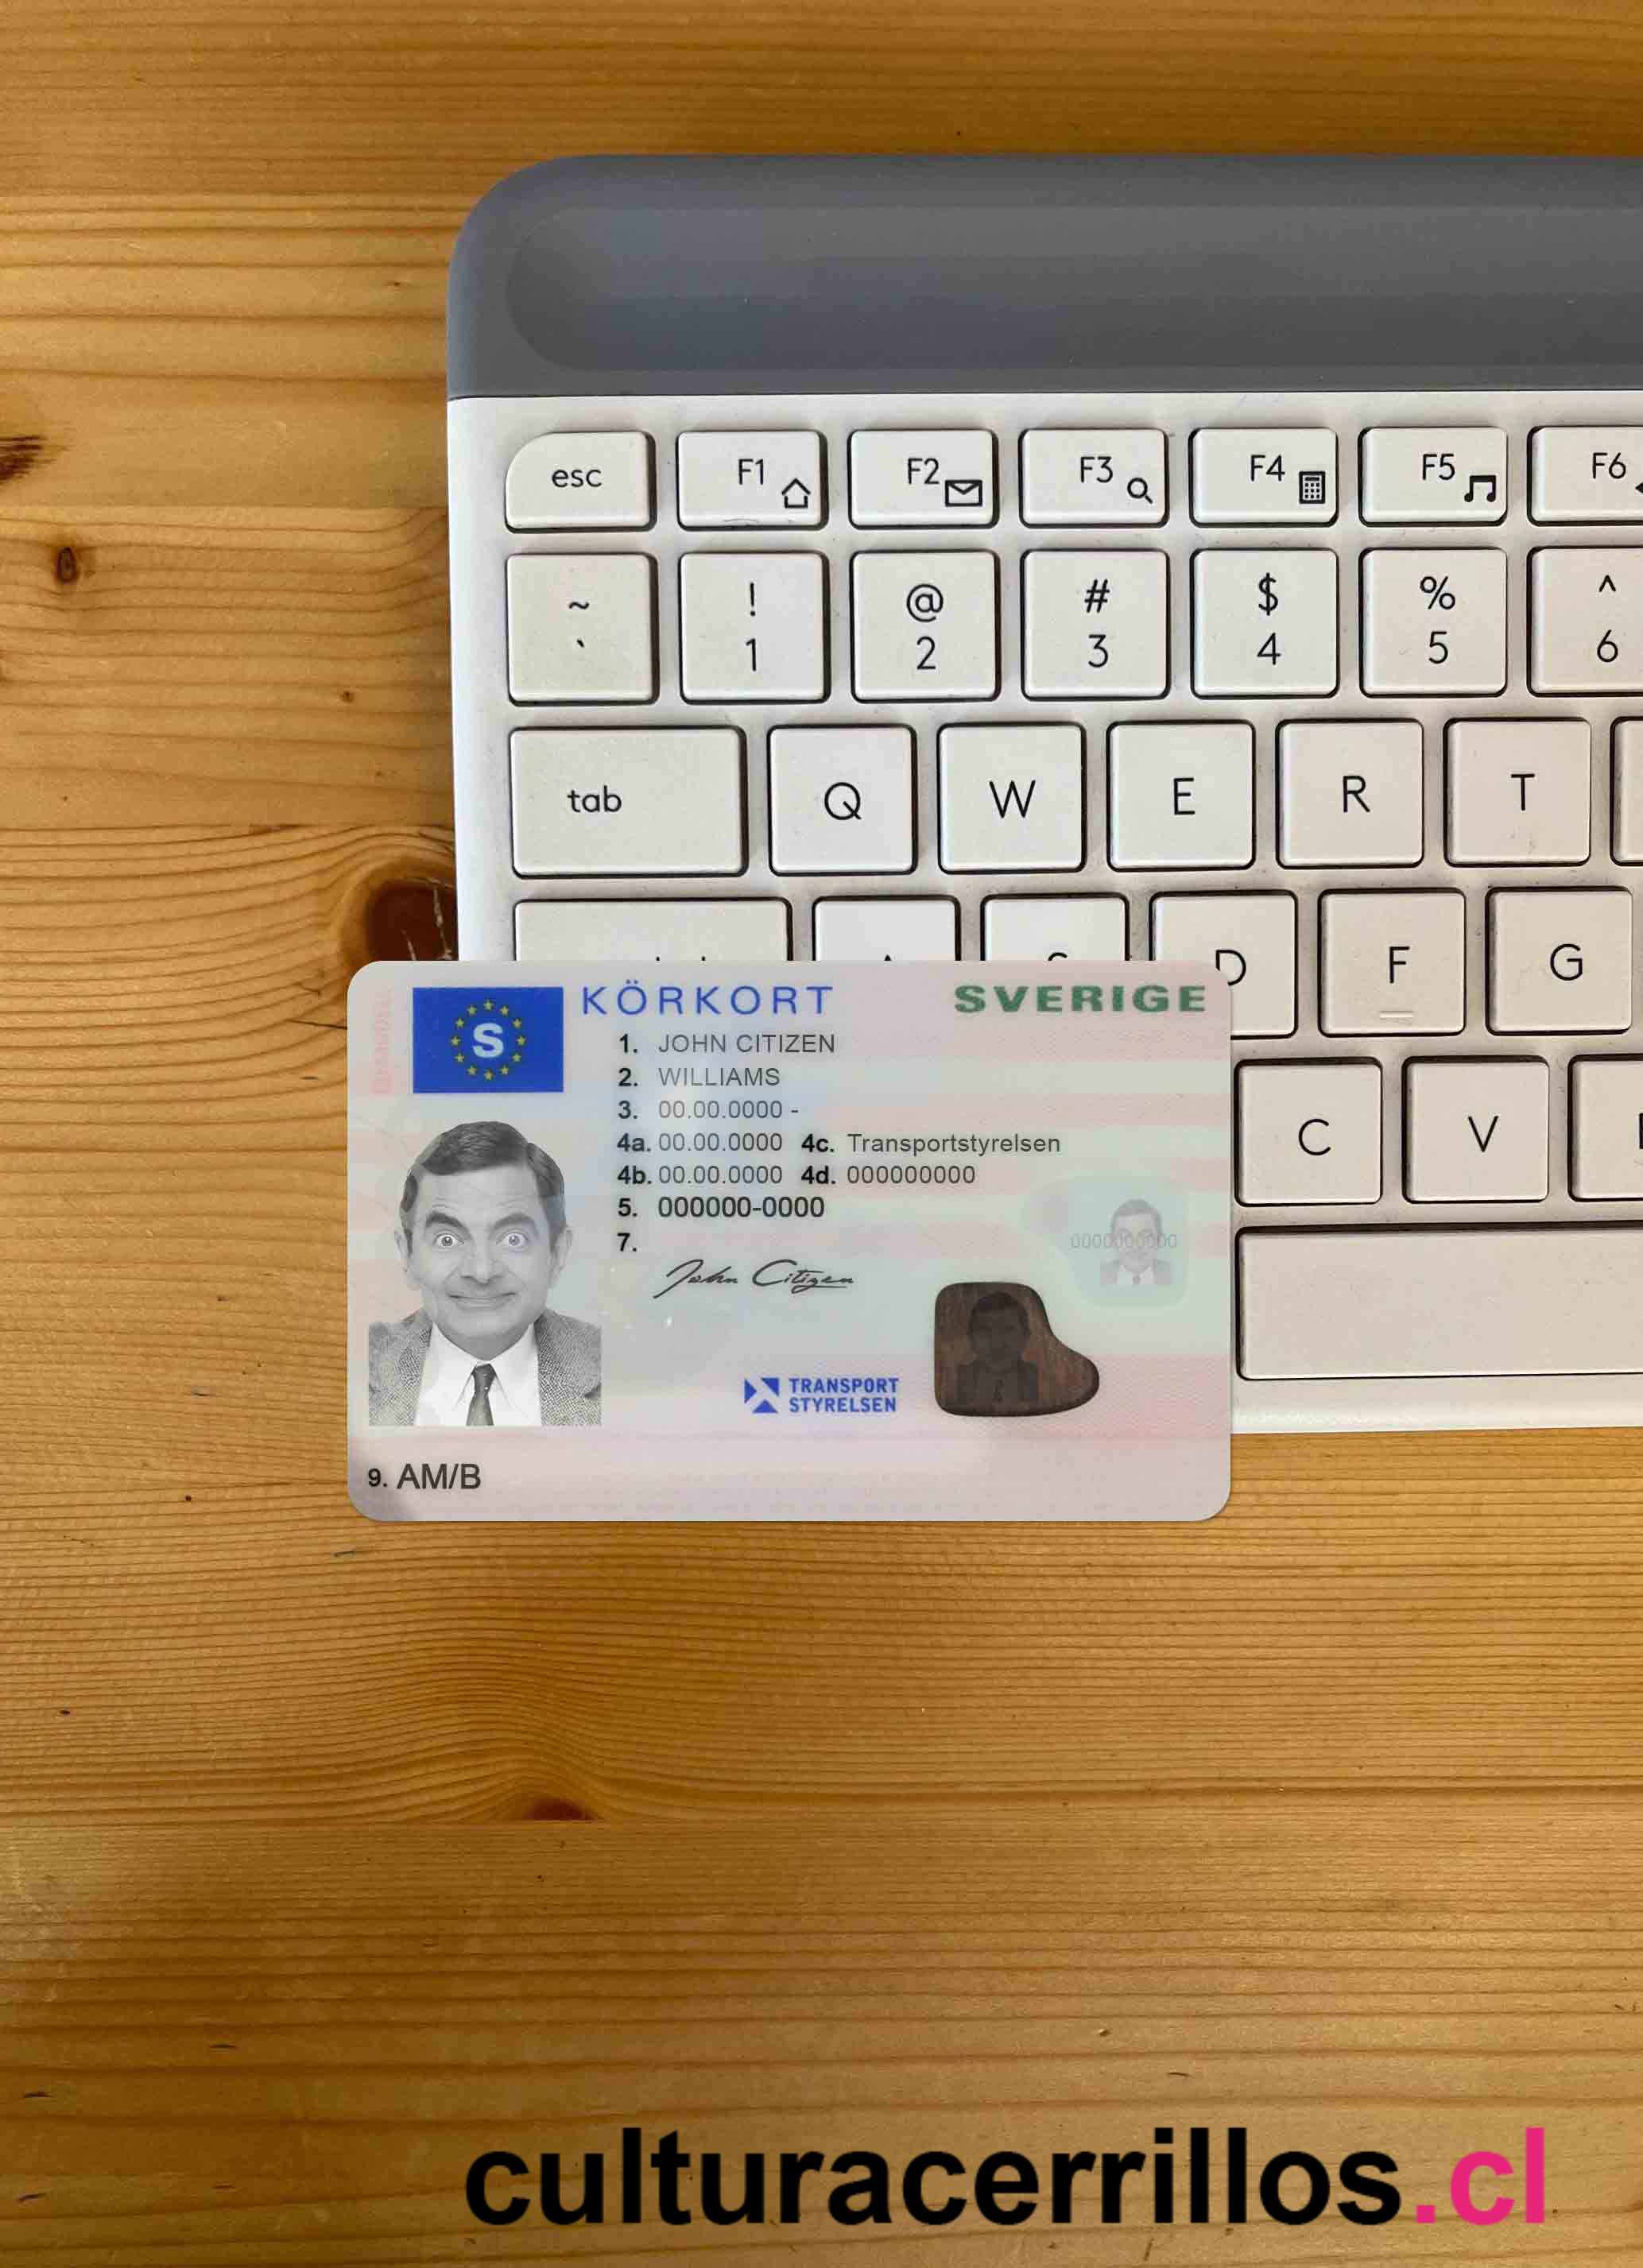 esc F1 F2 F3 F4 F5 F6
~ ! @ # $ % ^
` 1 2 3 4 5 6
tab Q W E R T
D F G
KÖRKORT SVERIGE
S
1. JOHN CITIZEN
2. WILLIAMS
3. 00.00.0000 -
4a. 00.00.0000 4c. Transportstyrelsen
4b. 00.00.0000 4d. 000000000
5. 000000-0000
7.
John Citizen
0000000000
C V
TRANSPORT
STYRELSEN
9. AM/B
culturacerrillos.cl